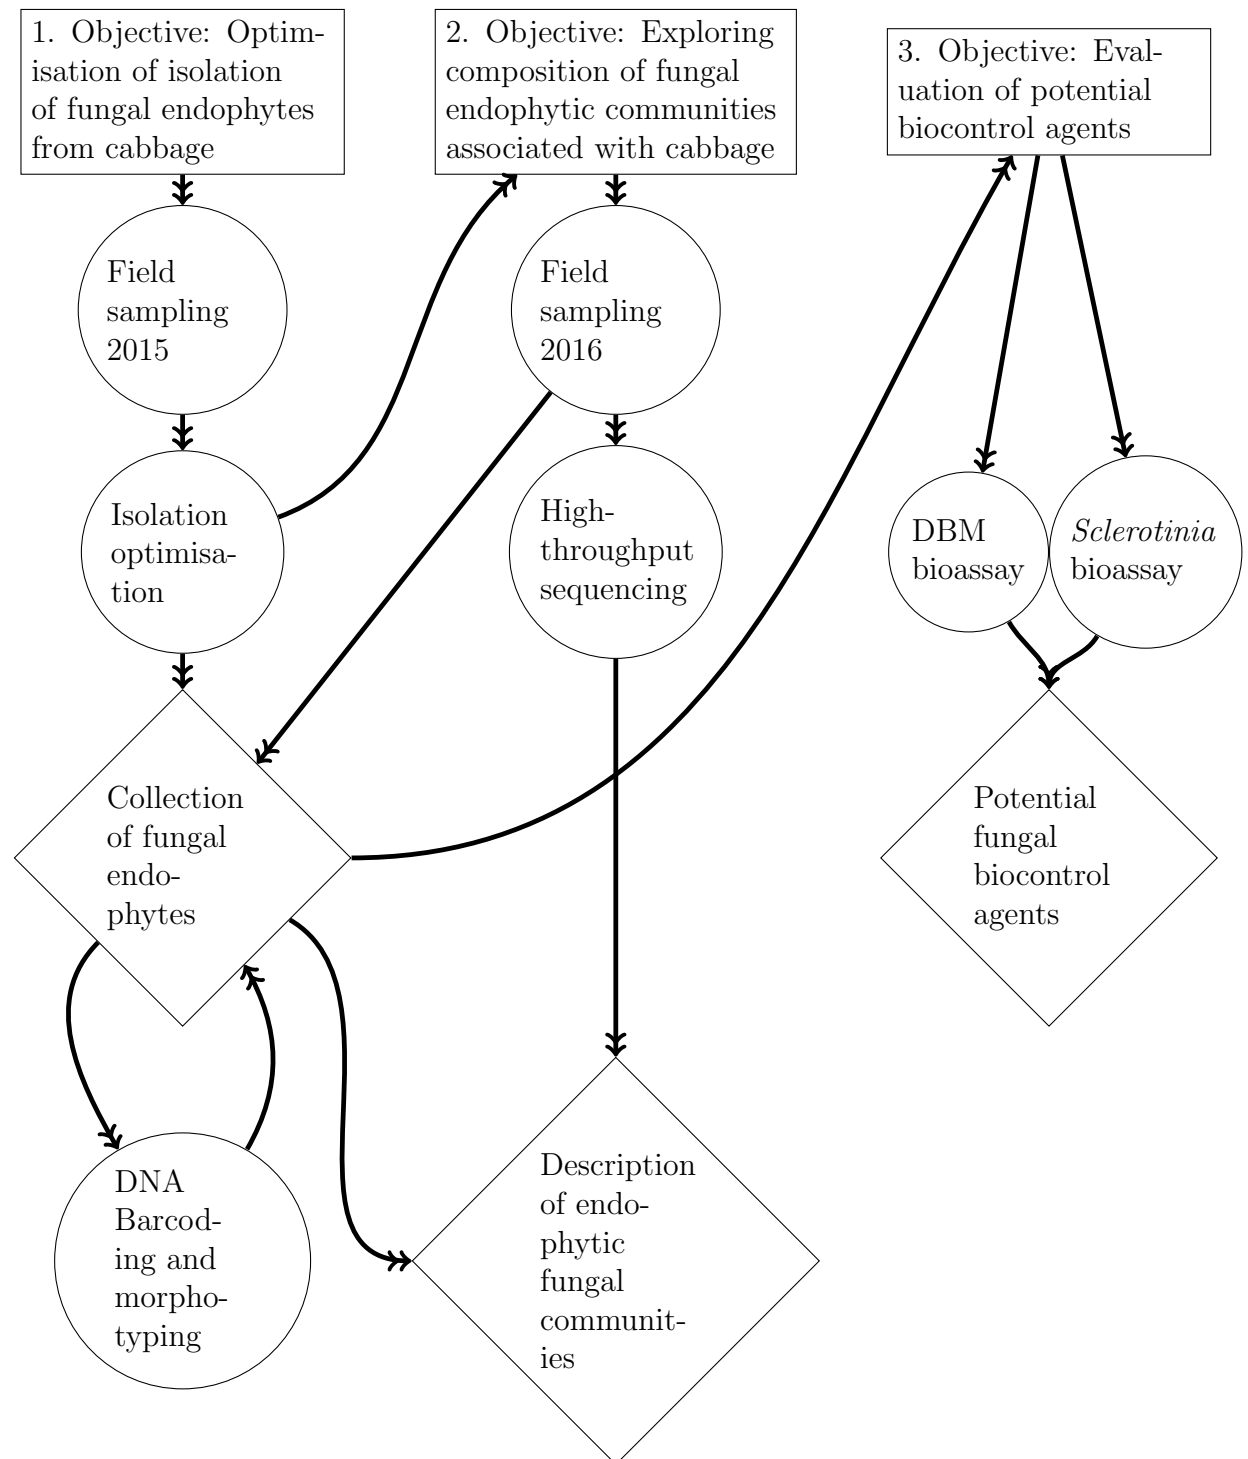 1. Objective: Optim-
isation of isolation
of fungal endophytes
from cabbage
2. Objective: Exploring
composition of fungal
endophytic communities
associated with cabbage
3. Objective: Eval-
uation of potential
biocontrol agents
Field
sampling
2015
Field
sampling
2016
Isolation
optimisa-
tion
High-
throughput
sequencing
DBM
bioassay
Sclerotinia
bioassay
Collection
of fungal
endo-
phytes
Potential
fungal
biocontrol
agents
DNA
Barcod-
ing and
morpho-
typing
Description
of endo-
phytic
fungal
communit-
ies